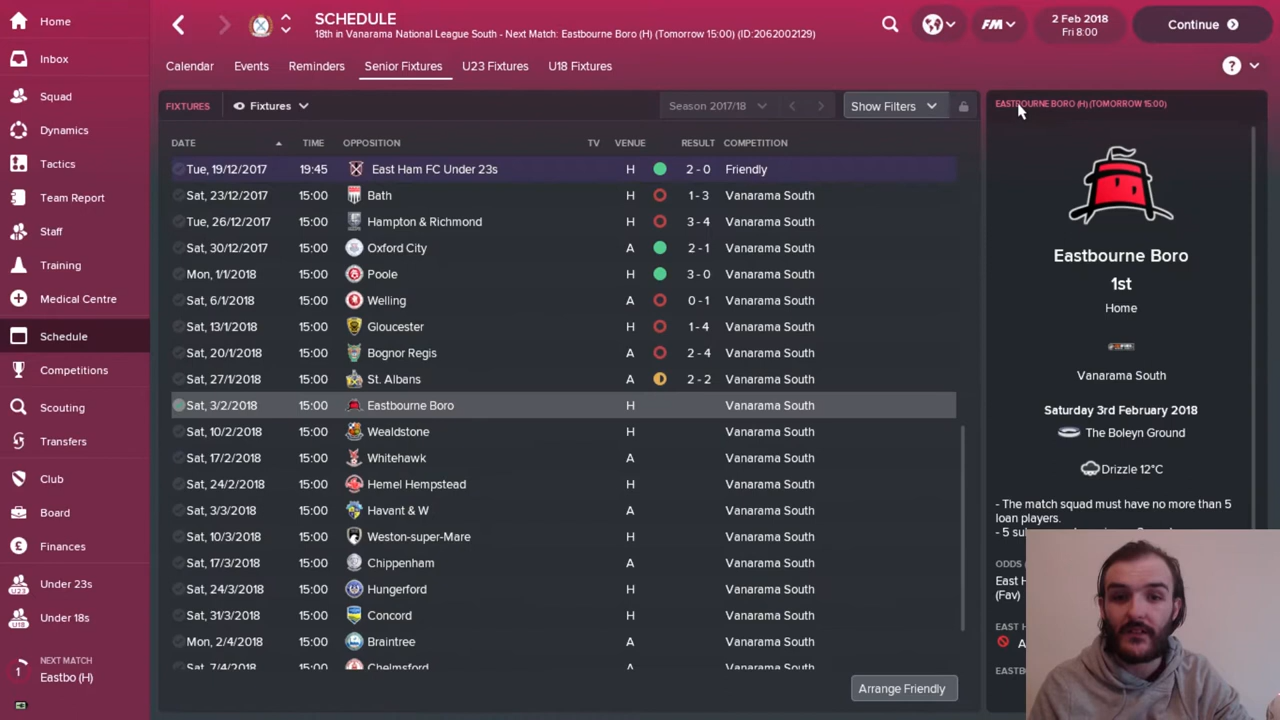 Home
Inbox
Squad
Dynamics
Tactics
Team Report
Staff
Training
Medical Centre
Schedule
Competitions
Scouting
Transfers
Club
Board
Finances
Under 23s
Under 18s
NEXT MATCH
Eastbo (H)
SCHEDULE
18th in Vanarama National League South - Next Match: Eastbourne Boro (H) (Tomorrow 15:00) (ID:2062002129)
FM
2 Feb 2018
Fri 8:00
Continue
Calendar Events Reminders Senior Fixtures U23 Fixtures U18 Fixtures
FIXTURES Fixtures Season 2017/18 Show Filters
DATE TIME OPPOSITION TV VENUE RESULT COMPETITION
Tue, 19/12/2017 19:45 East Ham FC Under 23s H 2 - 0 Friendly
Sat, 23/12/2017 15:00 Bath H 1 - 3 Vanarama South
Tue, 26/12/2017 15:00 Hampton & Richmond H 3 - 4 Vanarama South
Sat, 30/12/2017 15:00 Oxford City A 2 - 1 Vanarama South
Mon, 1/1/2018 15:00 Poole H 3 - 0 Vanarama South
Sat, 6/1/2018 15:00 Welling A 0 - 1 Vanarama South
Sat, 13/1/2018 15:00 Gloucester H 1 - 4 Vanarama South
Sat, 20/1/2018 15:00 Bognor Regis A 2 - 4 Vanarama South
Sat, 27/1/2018 15:00 St. Albans A 2 - 2 Vanarama South
Sat, 3/2/2018 15:00 Eastbourne Boro H Vanarama South
Sat, 10/2/2018 15:00 Wealdstone H Vanarama South
Sat, 17/2/2018 15:00 Whitehawk A Vanarama South
Sat, 24/2/2018 15:00 Hemel Hempstead H Vanarama South
Sat, 3/3/2018 15:00 Havant & W A Vanarama South
Sat, 10/3/2018 15:00 Weston-super-Mare H Vanarama South
Sat, 17/3/2018 15:00 Chippenham A Vanarama South
Sat, 24/3/2018 15:00 Hungerford H Vanarama South
Sat, 31/3/2018 15:00 Concord H Vanarama South
Mon, 2/4/2018 15:00 Braintree A Vanarama South
Sat, 7/4/2018 15:00 Chelmsford A Vanarama South
Arrange Friendly
EASTBOURNE BORO (H) (TOMORROW 15:00)
Eastbourne Boro
1st
Home
Vanarama South
Saturday 3rd February 2018
The Boleyn Ground
Drizzle 12°C
- The match squad must have no more than 5
loan players.
- 5 su
ODDS
East H
(Fav)
EAST H
A
EASTB